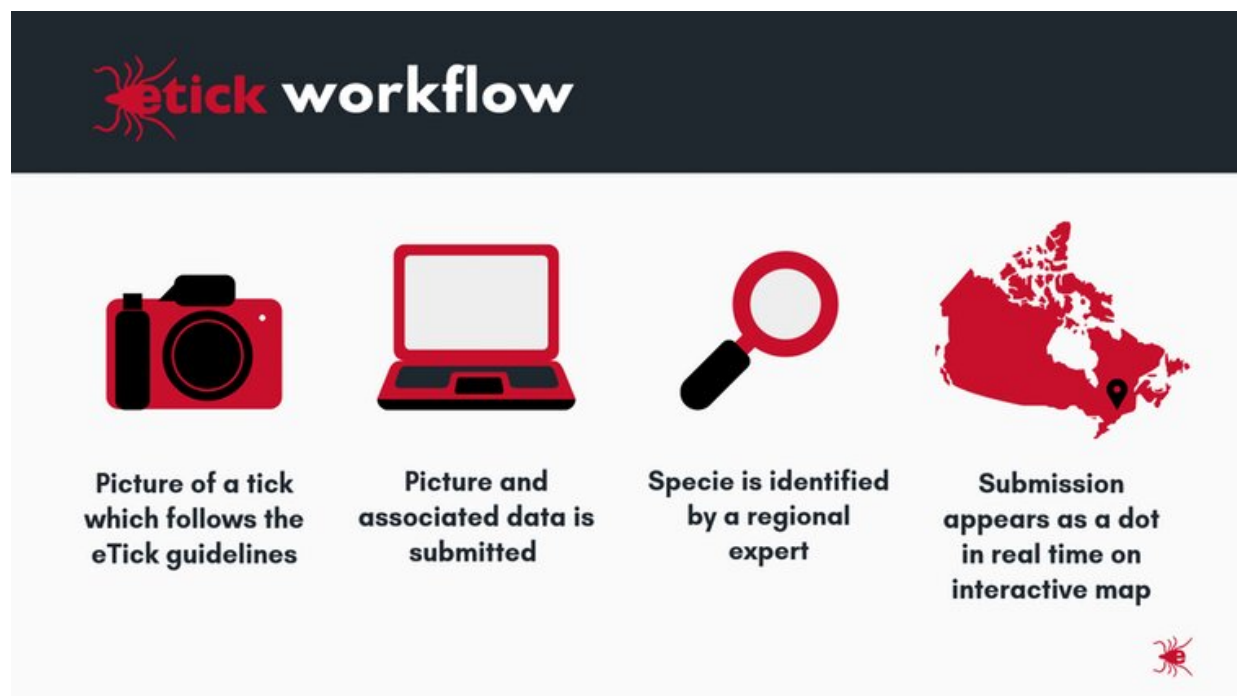 etick workflow
Picture of a tick
which follows the
eTick guidelines
Picture and
associated data is
submitted
Specie is identified
by a regional
expert
Submission
appears as a dot
in real time on
interactive map
e